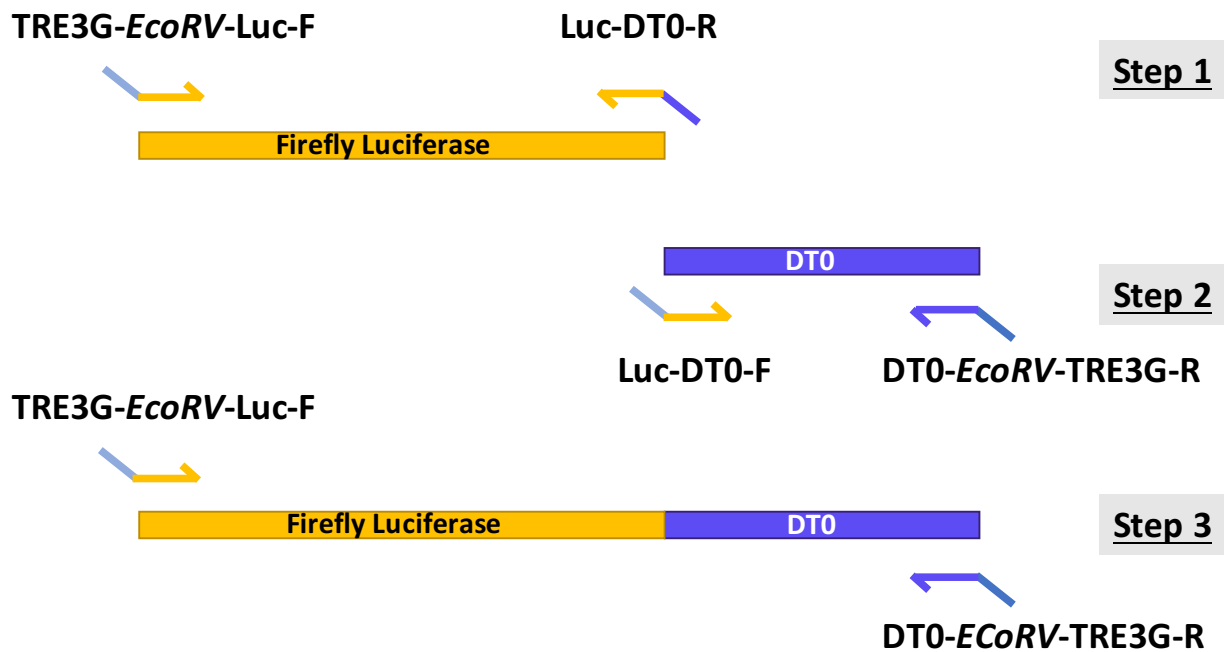 TRE3G-EcoRV-Luc-F
Luc-DT0-R
Step 1
Firefly Luciferase
DT0
Step 2
Luc-DT0-F
DT0-EcoRV-TRE3G-R
TRE3G-EcoRV-Luc-F
Firefly Luciferase
DT0
Step 3
DT0-ECoRV-TRE3G-R